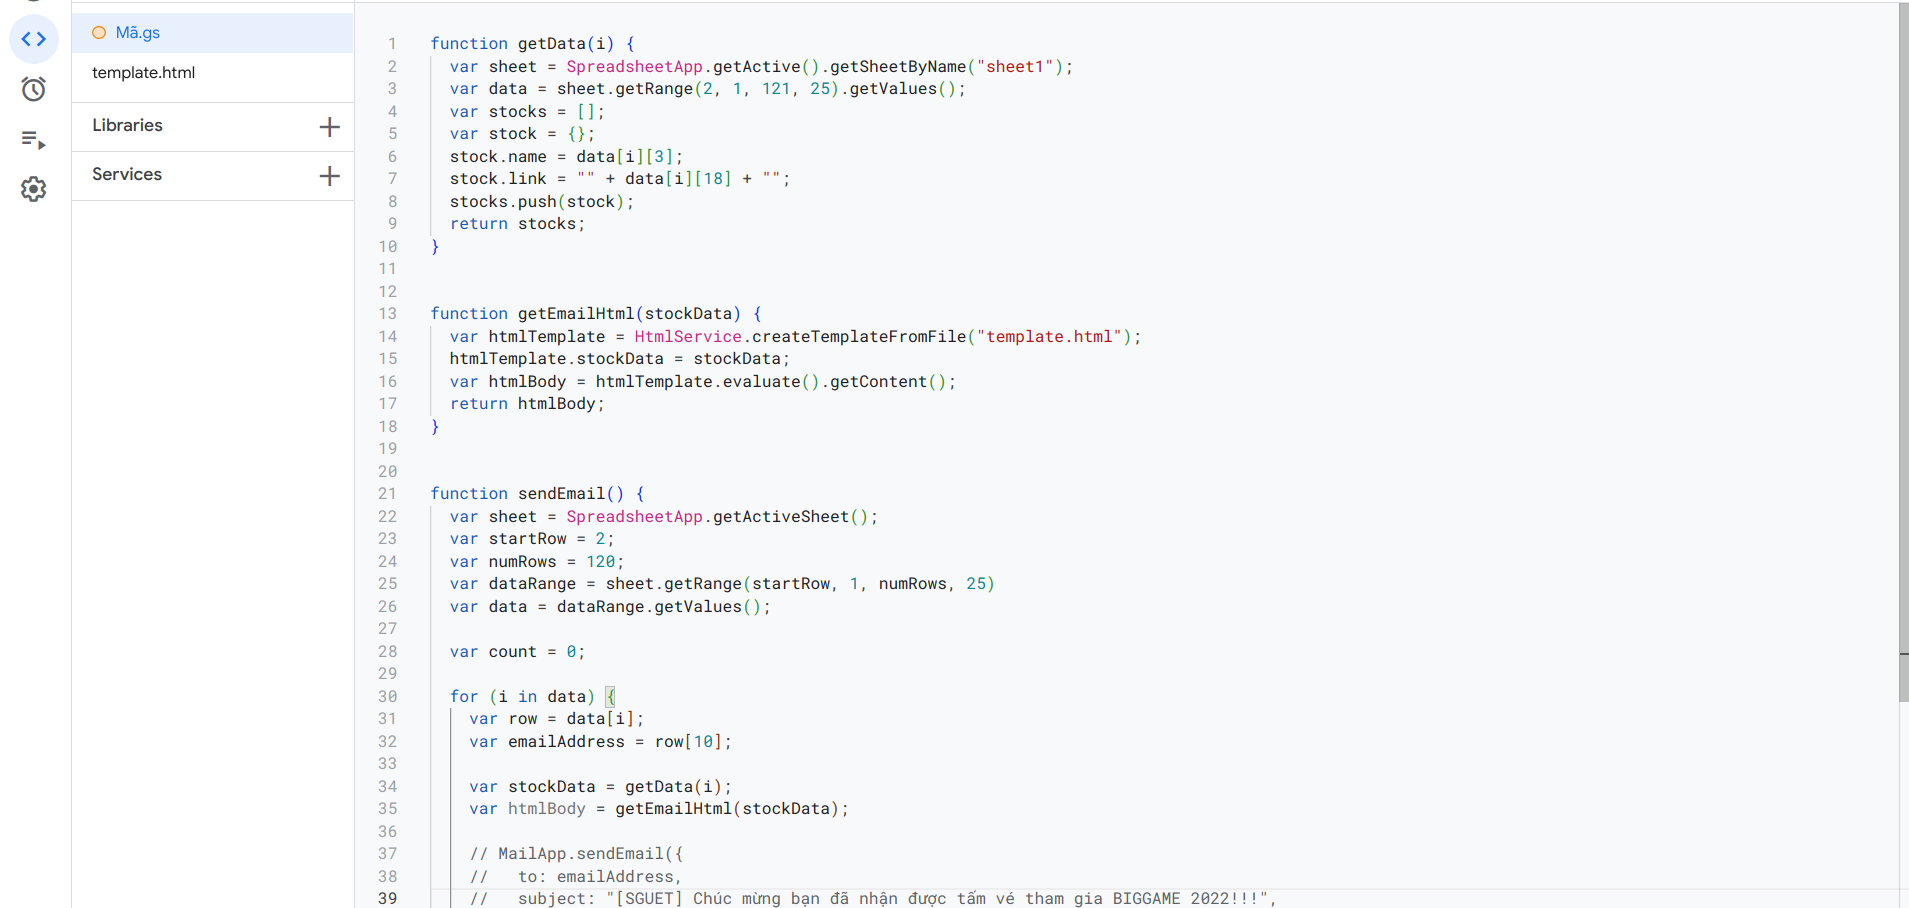 Mã.gs
template.html
Libraries
Services
1 function getData(i) {
2 var sheet = SpreadsheetApp.getActive().getSheetByName("sheet1");
3 var data = sheet.getRange(2, 1, 121, 25).getValues();
4 var stocks = [];
5 var stock = {};
6 stock.name = data[i][3];
7 stock.link = "" + data[i][18] + "";
8 stocks.push(stock);
9 return stocks;
10 }
11
12
13 function getEmailHtml(stockData) {
14 var htmlTemplate = HtmlService.createTemplateFromFile("template.html");
15 htmlTemplate.stockData = stockData;
16 var htmlBody = htmlTemplate.evaluate().getContent();
17 return htmlBody;
18 }
19
20
21 function sendEmail() {
22 var sheet = SpreadsheetApp.getActiveSheet();
23 var startRow = 2;
24 var numRows = 120;
25 var dataRange = sheet.getRange(startRow, 1, numRows, 25)
26 var data = dataRange.getValues();
27
28 var count = 0;
29
30 for (i in data) {
31 var row = data[i];
32 var emailAddress = row[10];
33
34 var stockData = getData(i);
35 var htmlBody = getEmailHtml(stockData);
36
37 // MailApp.sendEmail({
38 // to: emailAddress,
39 // subject: "[SGUET] Chúc mừng bạn đã nhận được tấm vé tham gia BIGGAME 2022!!!",